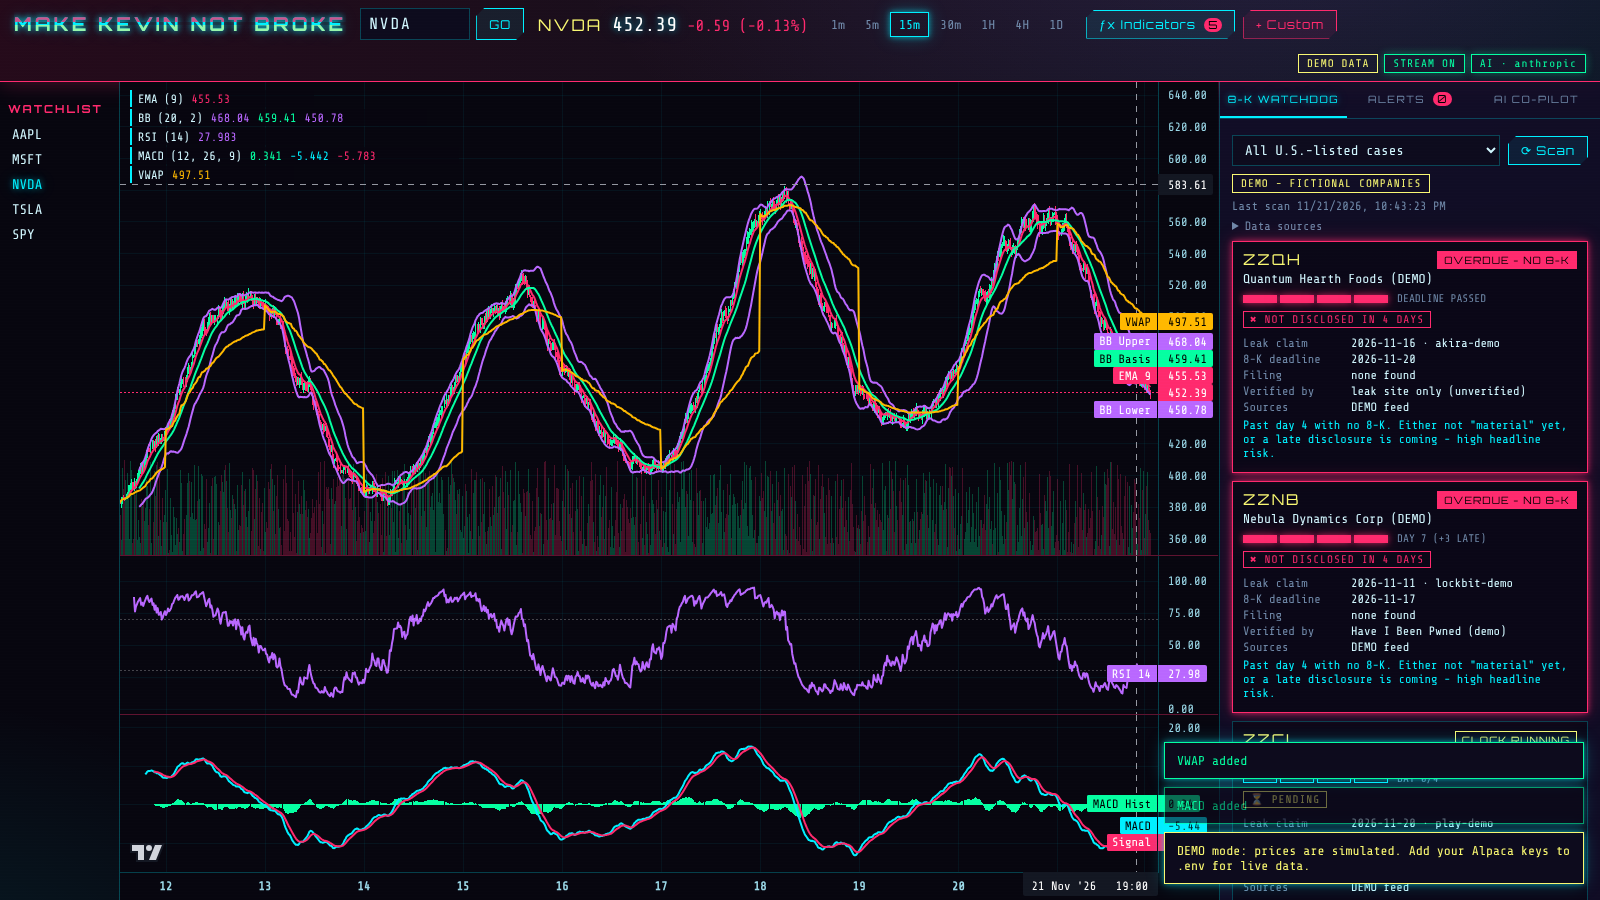 MAKE KEVIN NOT BROKE
NVDA
GO
NVDA 452.39 -0.59 (-0.13%)
1m 5m 15m 30m 1H 4H 1D
ƒx Indicators 5
+ Custom
DEMO DATA
STREAM ON
AI · anthropic
WATCHLIST
AAPL
MSFT
NVDA
TSLA
SPY
EMA (9) 455.53
BB (20, 2) 468.04 459.41 450.78
RSI (14) 27.983
MACD (12, 26, 9) 0.341 -5.442 -5.783
VWAP 497.51
640.00
620.00
600.00
583.61
560.00
540.00
520.00
VWAP 497.51
BB Upper 468.04
BB Basis 459.41
EMA 9 455.53
452.39
BB Lower 450.78
420.00
400.00
380.00
360.00
100.00
75.00
50.00
RSI 14 27.98
0.00
20.00
MACD Hist
MACD -5.44
Signal
12 13 14 15 16 17 18 19 20
21 Nov '26 19:00
8-K WATCHDOG
ALERTS 0
AI CO-PILOT
All U.S.-listed cases
⟳ Scan
DEMO - FICTIONAL COMPANIES
Last scan 11/21/2026, 10:43:23 PM
▶ Data sources
ZZQH
OVERDUE - NO 8-K
Quantum Hearth Foods (DEMO)
DEADLINE PASSED
✖ NOT DISCLOSED IN 4 DAYS
Leak claim 2026-11-16 · akira-demo
8-K deadline 2026-11-20
Filing none found
Verified by leak site only (unverified)
Sources DEMO feed
Past day 4 with no 8-K. Either not "material" yet,
or a late disclosure is coming - high headline
risk.
ZZNB
OVERDUE - NO 8-K
Nebula Dynamics Corp (DEMO)
DAY 7 (+3 LATE)
✖ NOT DISCLOSED IN 4 DAYS
Leak claim 2026-11-11 · lockbit-demo
8-K deadline 2026-11-17
Filing none found
Verified by Have I Been Pwned (demo)
Sources DEMO feed
Past day 4 with no 8-K. Either not "material" yet,
or a late disclosure is coming - high headline
risk.
CLOCK RUNNING
VWAP added
MACD added
⌛ PENDING
Leak claim 2026-11-20 · play-demo
DEMO mode: prices are simulated. Add your Alpaca keys to
.env for live data.
Sources DEMO feed